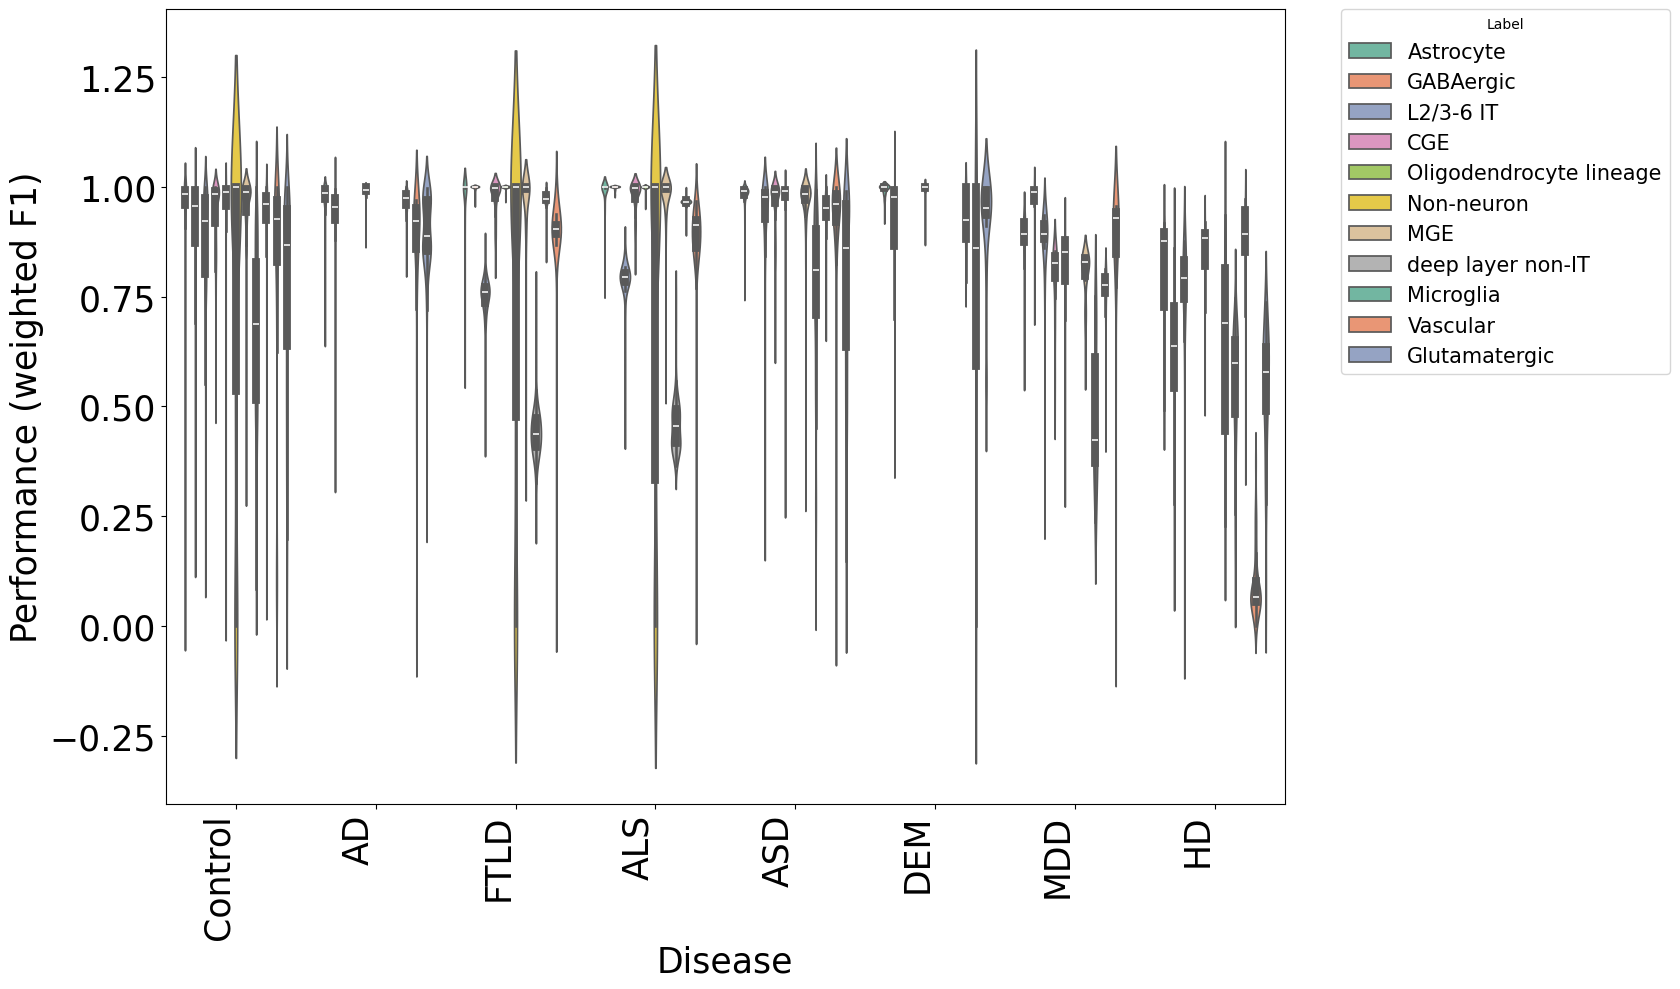 Performance (weighted F1)
1.25
1.00
0.75
0.50
0.25
0.00
−0.25
Control
AD
FTLD
ALS
ASD
DEM
MDD
HD
Disease
Label
Astrocyte
GABAergic
L2/3-6 IT
CGE
Oligodendrocyte lineage
Non-neuron
MGE
deep layer non-IT
Microglia
Vascular
Glutamatergic